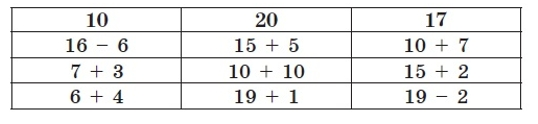 10 20 17
16 − 6 15 + 5 10 + 7
7 + 3 10 + 10 15 + 2
6 + 4 19 + 1 19 − 2